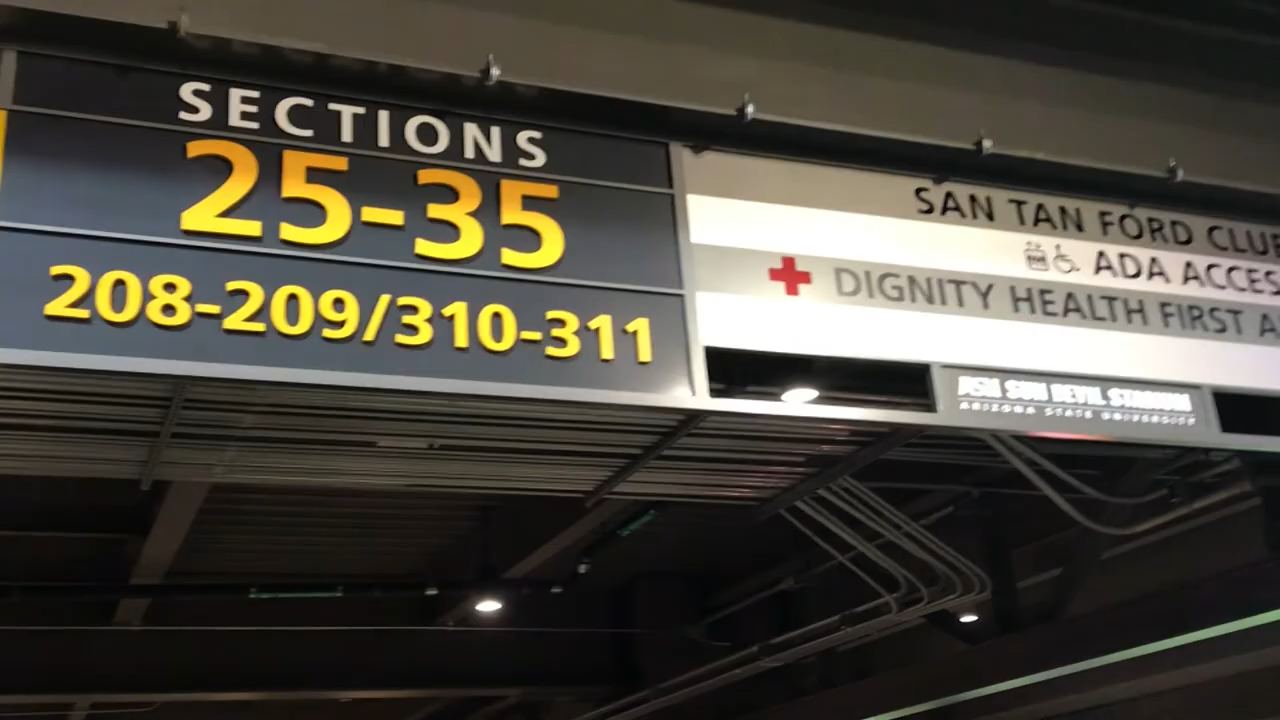 SECTIONS
25-35
208-209/310-311
SAN TAN FORD CLU
ADA ACCES
DIGNITY HEALTH FIRST A
ASU SUN DEVIL STADIUM
ARIZONA STATE UNIVERSITY